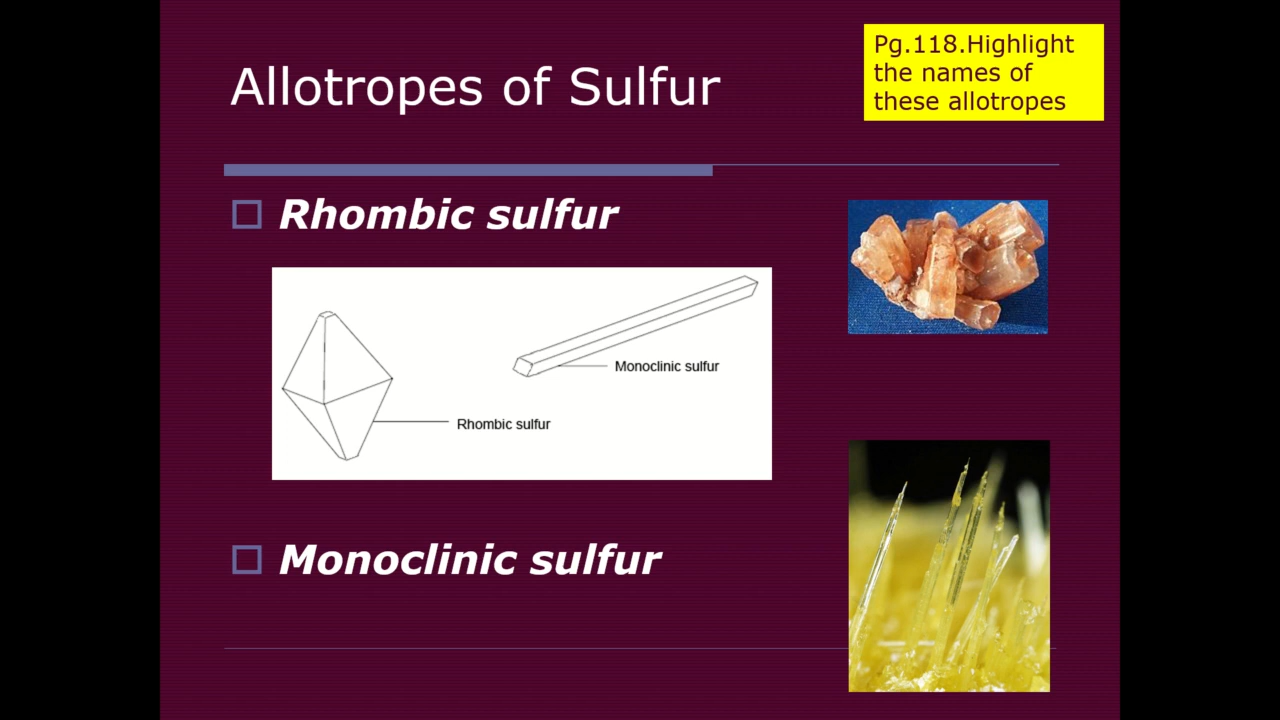 Allotropes of Sulfur
Pg.118.Highlight
the names of
these allotropes
Rhombic sulfur
Monoclinic sulfur
Rhombic sulfur
Monoclinic sulfur